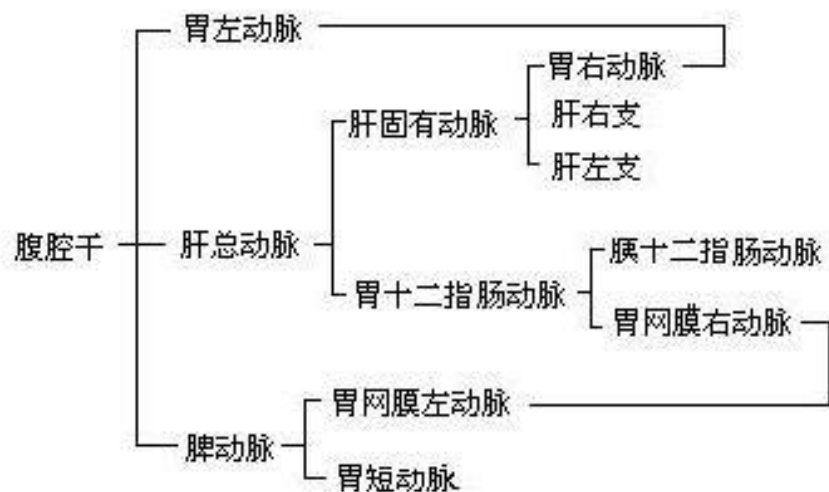 胃左动脉
胃右动脉
肝固有动脉
肝右支
肝左支
腹腔干
肝总动脉
胰十二指肠动脉
胃十二指肠动脉
胃网膜右动脉
胃网膜左动脉
脾动脉
胃短动脉